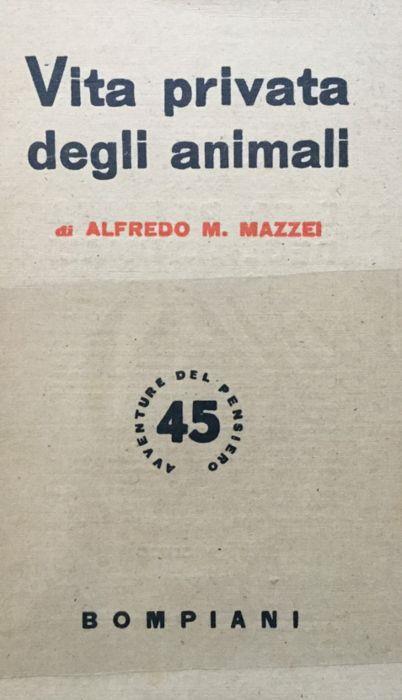 Vita privata
degli animali
di ALFREDO M. MAZZEI
AVVENTURE DEL PENSIERO
45
BOMPIANI